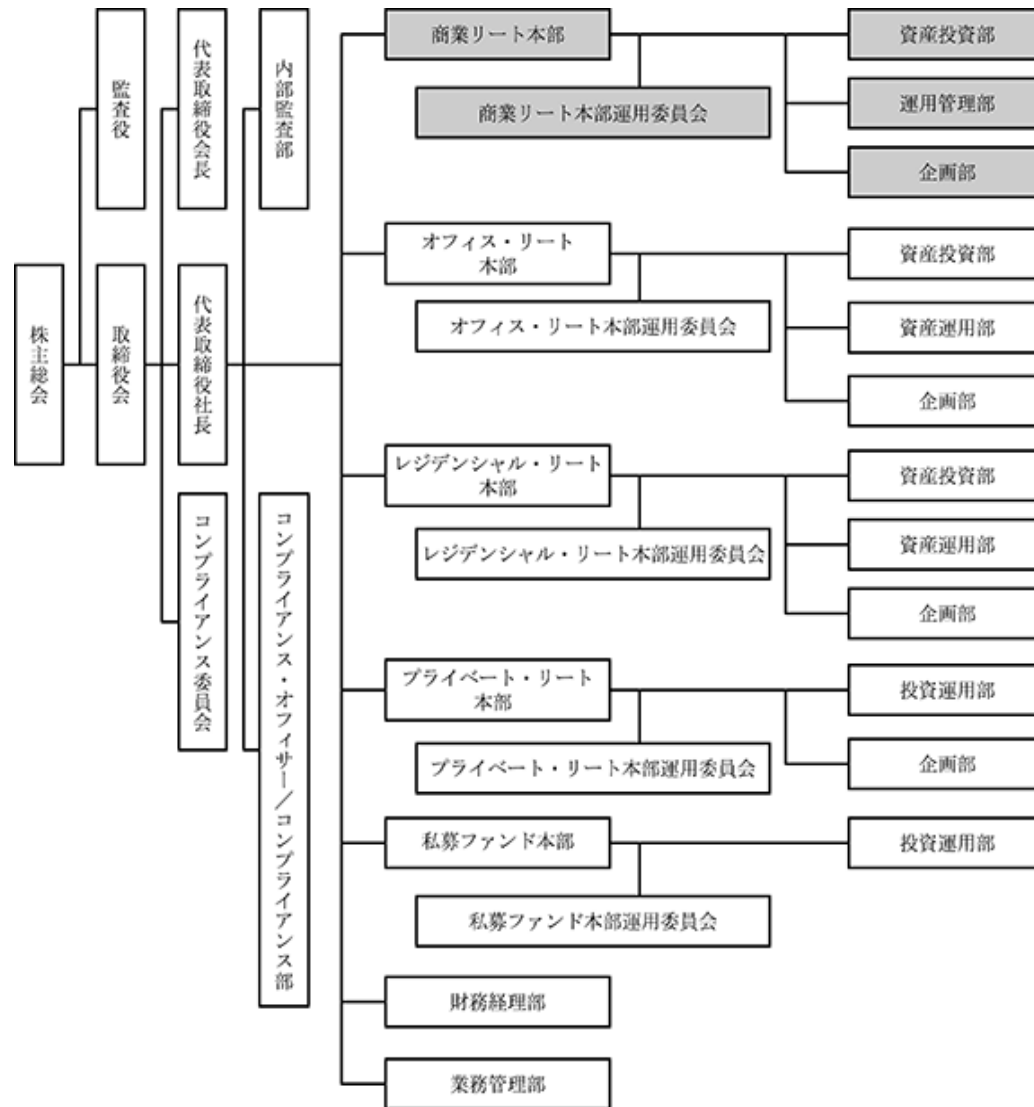 株主総会
監査役
取締役会
代表取締役会長
代表取締役社長
コンプライアンス委員会
内部監査部
コンプライアンス・オフィサー／コンプライアンス部
商業リート本部
商業リート本部運用委員会
資産投資部
運用管理部
企画部
オフィス・リート
本部
オフィス・リート本部運用委員会
資産投資部
資産運用部
企画部
レジデンシャル・リート
本部
レジデンシャル・リート本部運用委員会
資産投資部
資産運用部
企画部
プライベート・リート
本部
プライベート・リート本部運用委員会
投資運用部
企画部
私募ファンド本部
私募ファンド本部運用委員会
投資運用部
財務経理部
業務管理部